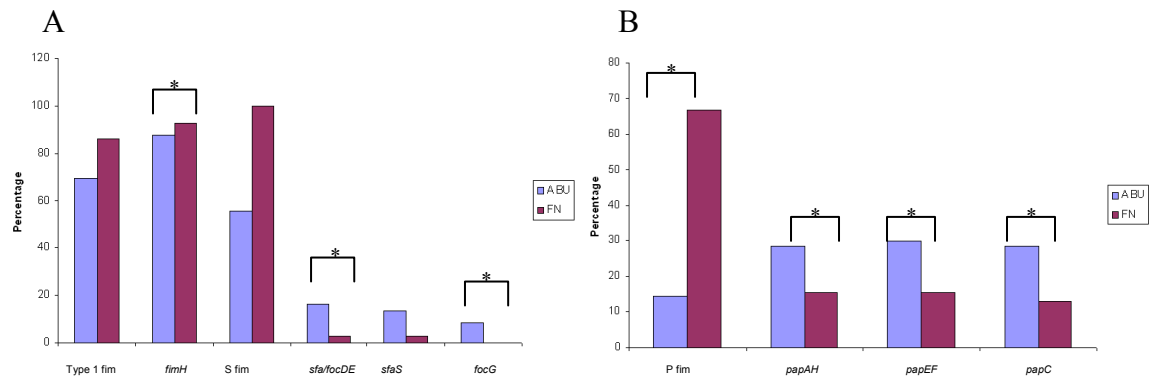 A
B
Percentage
120
100
80
60
40
20
0
*
*
*
Type 1 fim fimH S fim sfa/focDE sfaS focG
ABU
FN
Percentage
80
70
60
50
40
30
20
10
0
*
*
*
*
P fim papAH papEF papC
ABU
FN